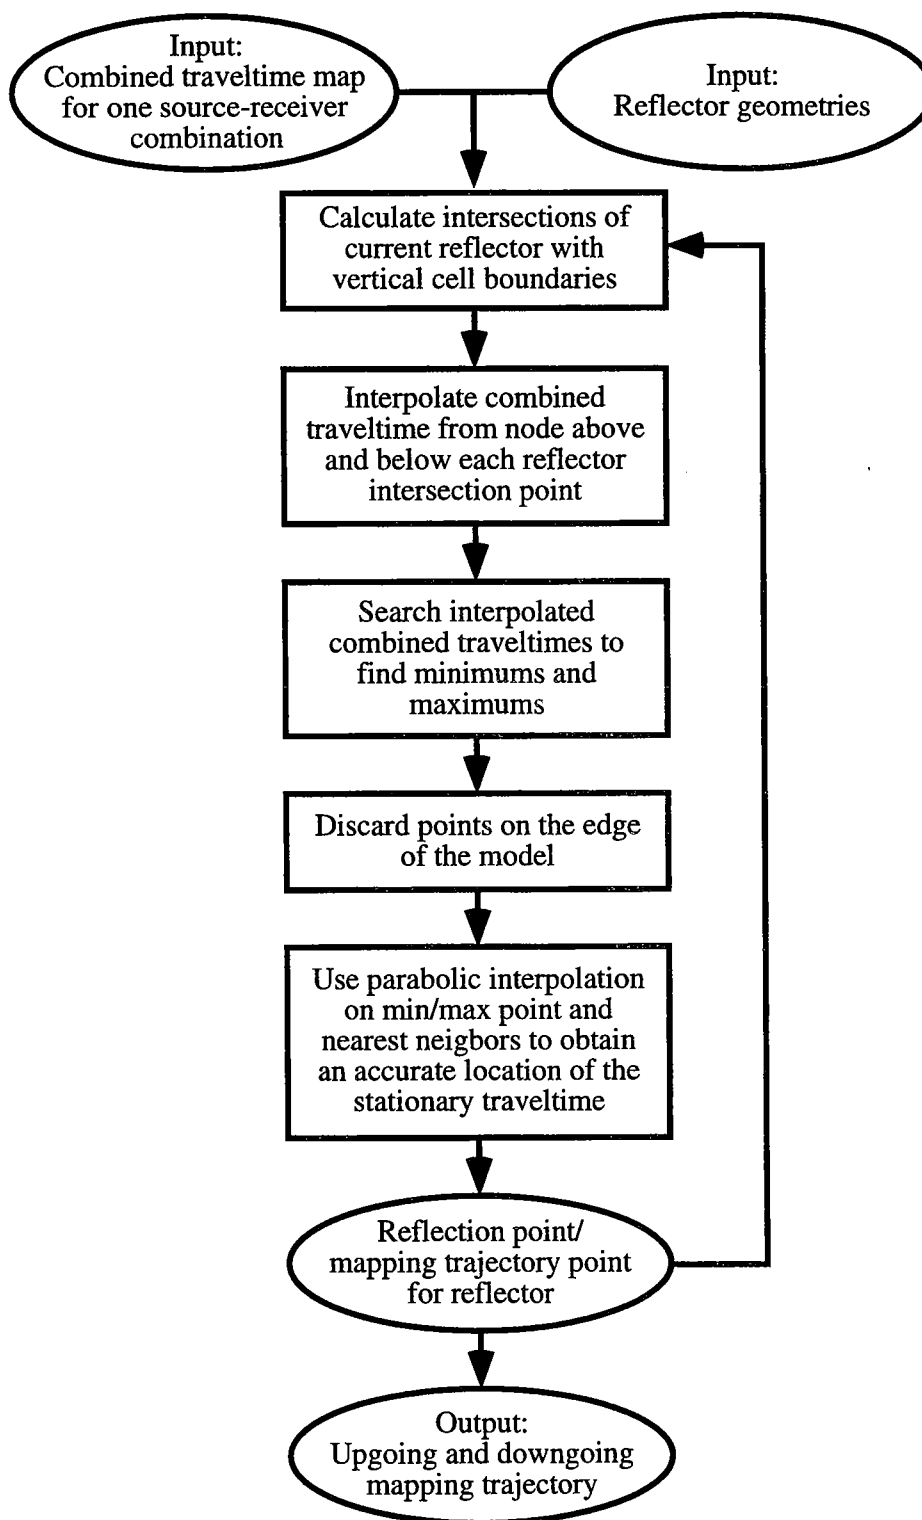 Input:
Combined traveltime map
for one source-receiver
combination
Input:
Reflector geometries
Calculate intersections of
current reflector with
vertical cell boundaries
Interpolate combined
traveltime from node above
and below each reflector
intersection point
Search interpolated
combined traveltimes to
find minimums and
maximums
Discard points on the edge
of the model
Use parabolic interpolation
on min/max point and
nearest neigbors to obtain
an accurate location of the
stationary traveltime
Reflection point/
mapping trajectory point
for reflector
Output:
Upgoing and downgoing
mapping trajectory